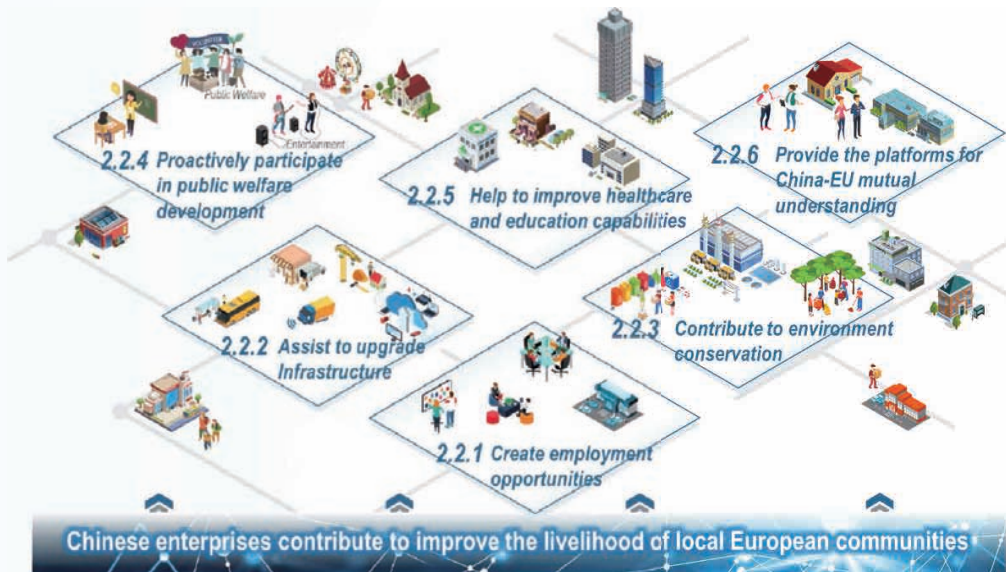 VOLUNTEER
Public Welfare
Entertainment
2.2.4 Proactively participate
in public welfare
development
2.2.5 Help to improve healthcare
and education capabilities
2.2.6 Provide the platforms for
China-EU mutual
understanding
2.2.2 Assist to upgrade
Infrastructure
2.2.3 Contribute to environment
conservation
2.2.1 Create employment
opportunities
Chinese enterprises contribute to improve the livelihood of local European communities